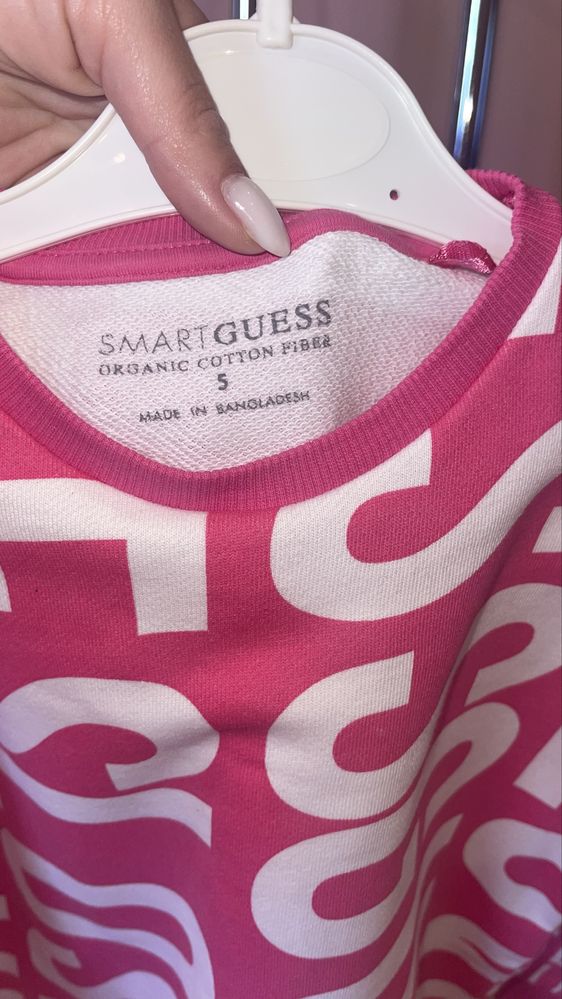 SMARTGUESS
ORGANIC COTTON FIBER
5
MADE IN BANGLADESH